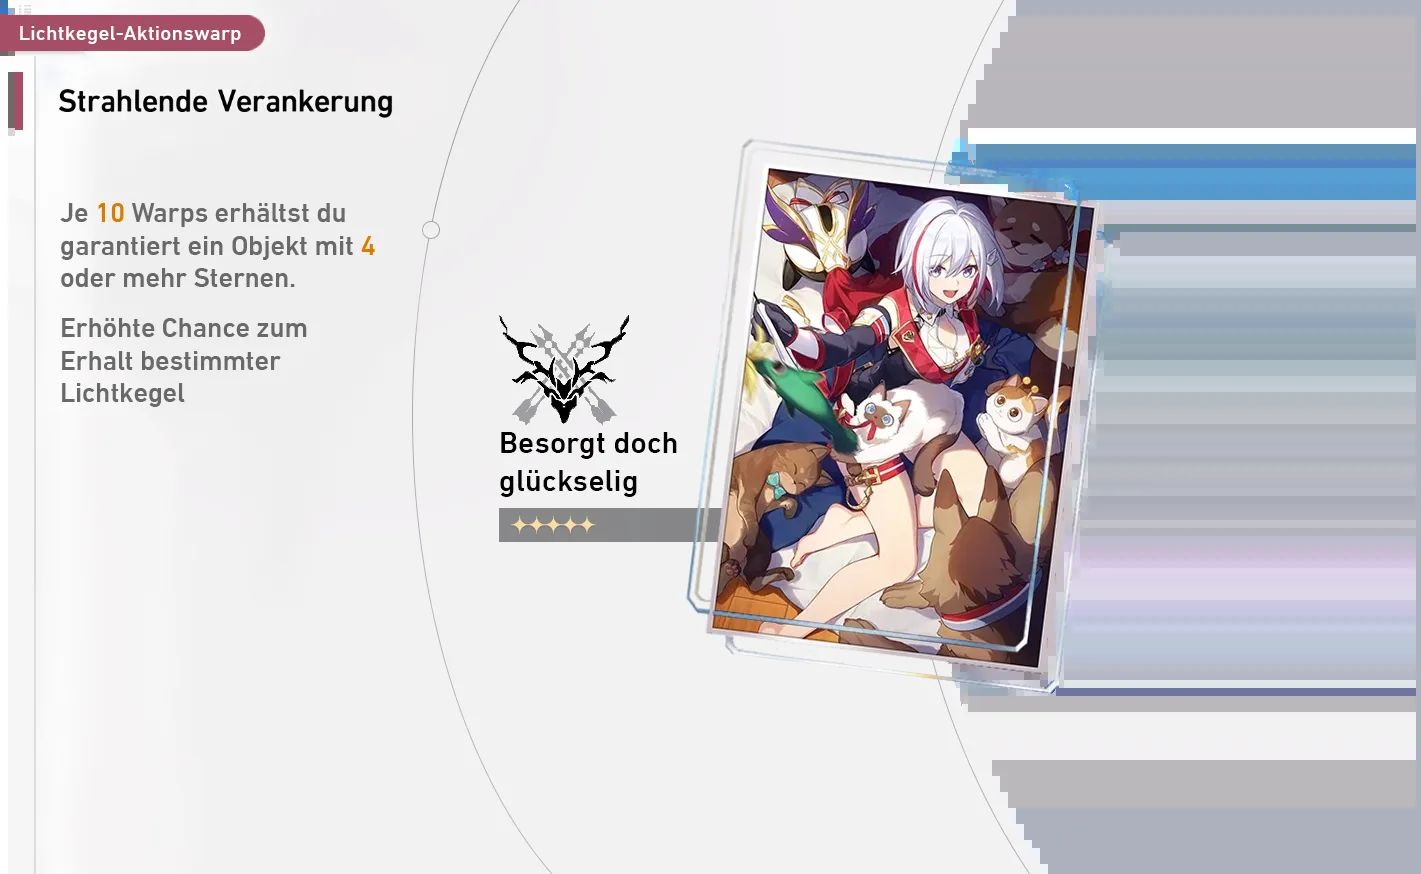 Lichtkegel-Aktionswarp
Strahlende Verankerung
Je 10 Warps erhältst du
garantiert ein Objekt mit 4
oder mehr Sternen.
Erhöhte Chance zum
Erhalt bestimmter
Lichtkegel
Besorgt doch
glückselig